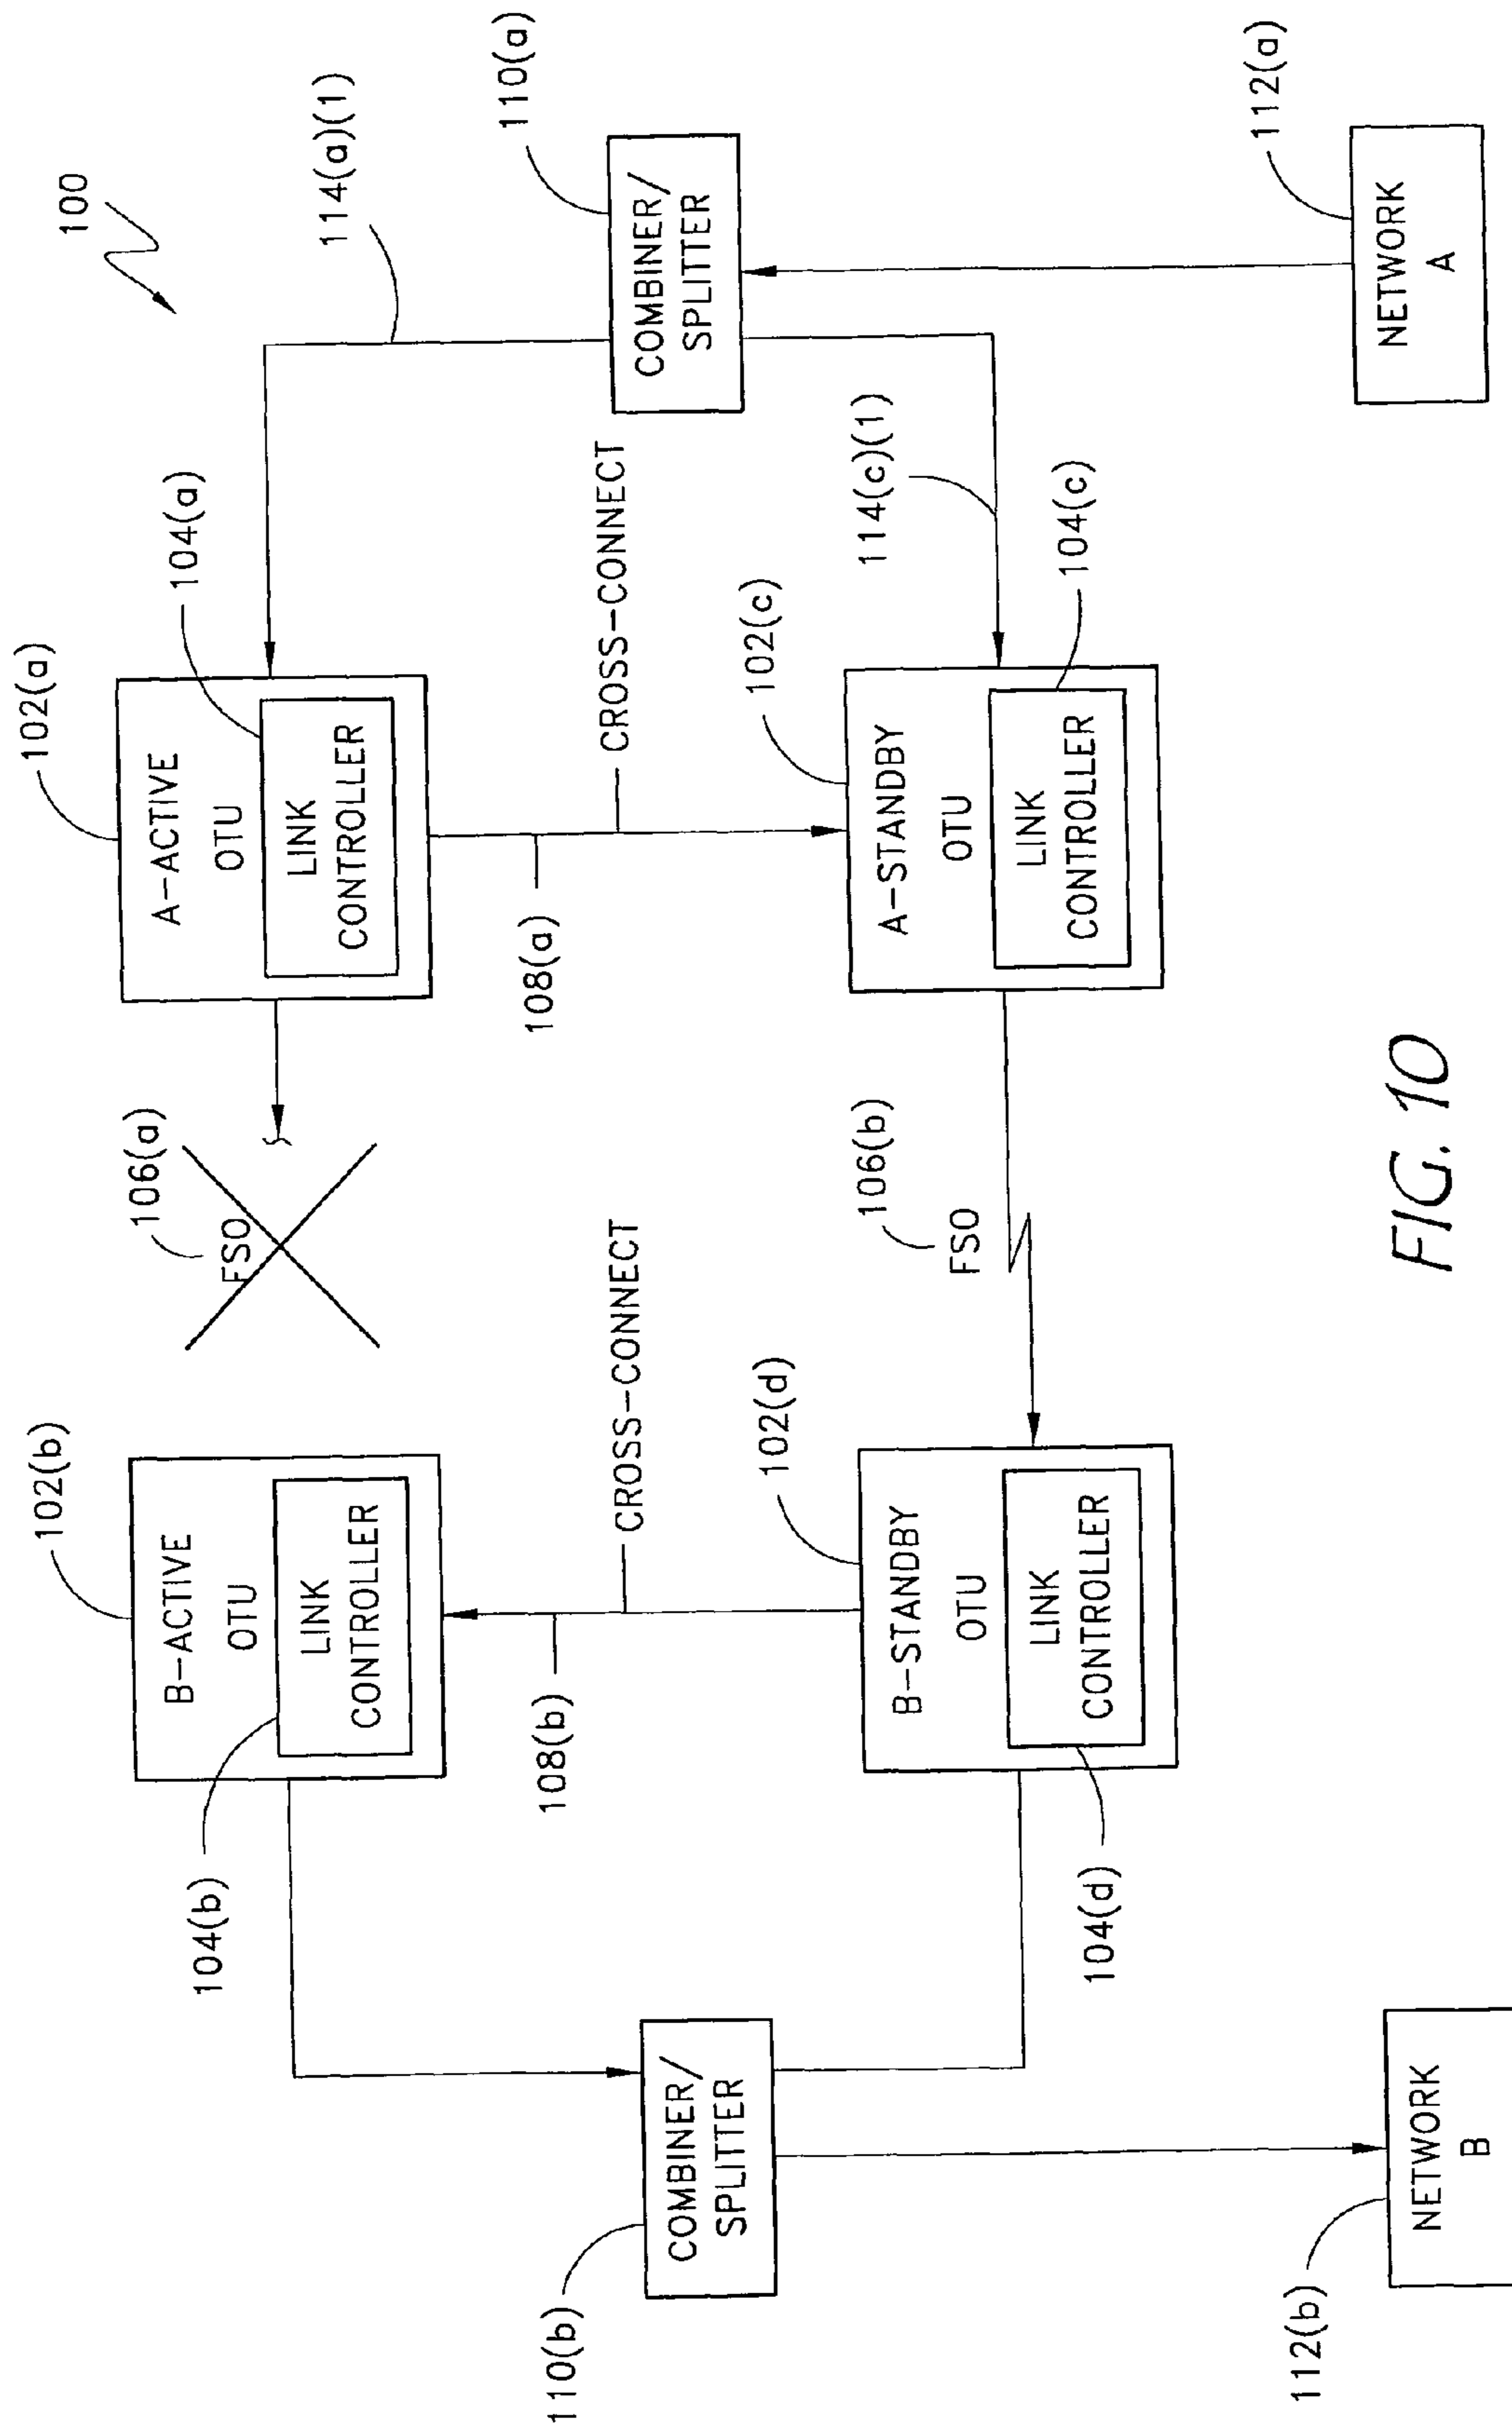 100
102(b)
B-ACTIVE
OTU
LINK
CONTROLLER
104(b)
106(a)
FSO
102(a)
A-ACTIVE
OTU
LINK
CONTROLLER
104(a)
114(a)(1)
110(b)
COMBINER/
SPLITTER
108(b)
CROSS-CONNECT
108(a)
CROSS-CONNECT
110(a)
COMBINER/
SPLITTER
102(d)
B-STANDBY
OTU
LINK
CONTROLLER
104(d)
106(b)
FSO
102(c)
A-STANDBY
OTU
LINK
CONTROLLER
104(c)
114(c)(1)
112(b)
NETWORK
B
112(a)
NETWORK
A
FIG. 10